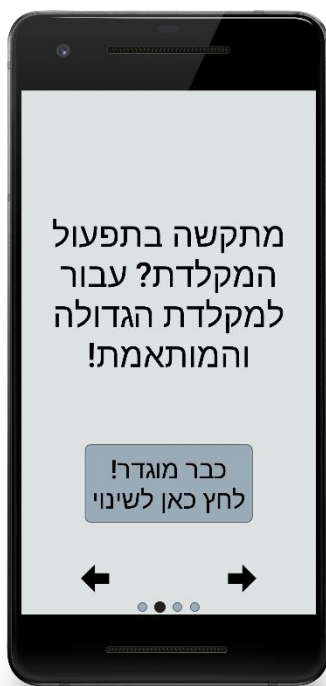 מתקשה בתפעול
המקלדת? עבור
למקלדת הגדולה
והמותאמת!
כבר מוגדר!
לחץ כאן לשינוי